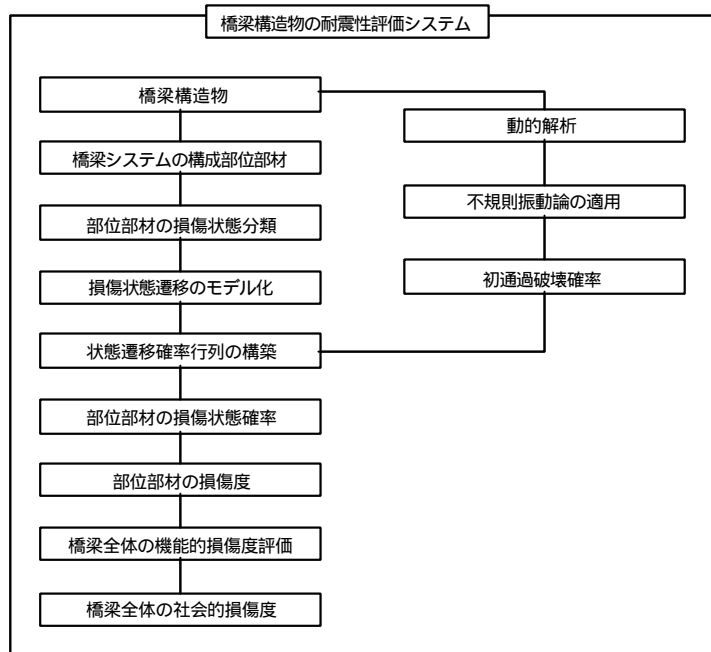 橋梁構造物の耐震性評価システム
橋梁構造物
橋梁システムの構成部位部材
部位部材の損傷状態分類
損傷状態遷移のモデル化
状態遷移確率行列の構築
部位部材の損傷状態確率
部位部材の損傷度
橋梁全体の機能的損傷度評価
橋梁全体の社会的損傷度
動的解析
不規則振動論の適用
初通過破壊確率